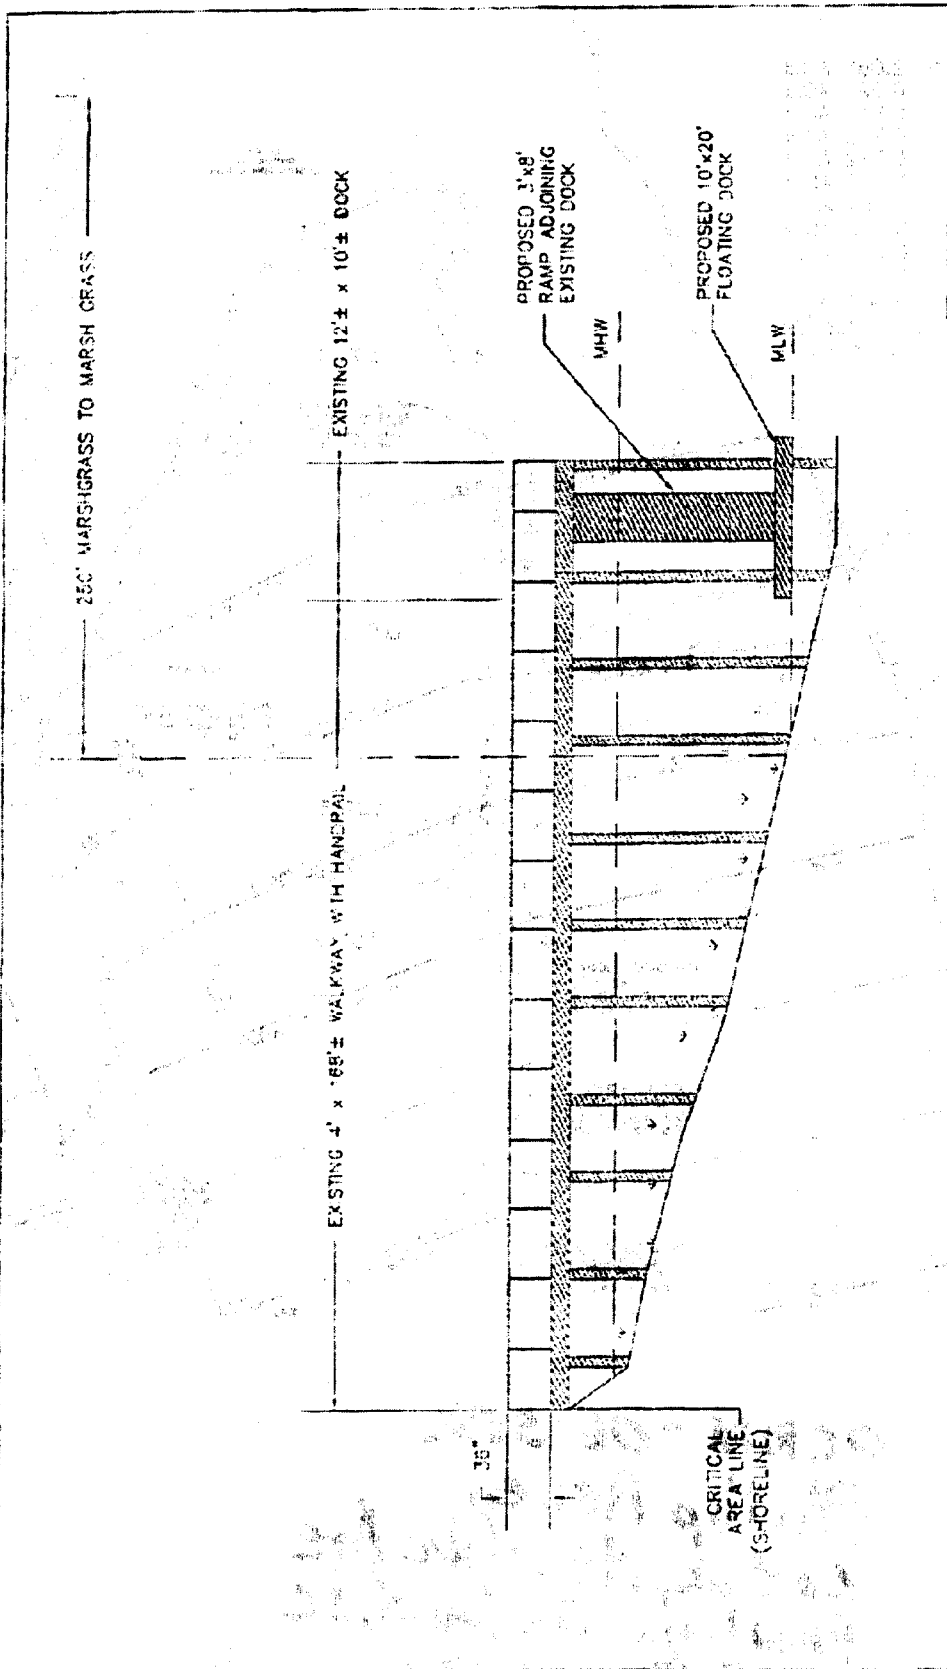 250' MARSHGRASS TO MARSH GRASS
EXISTING 4' x 168'± WALKWAY WITH HANDRAIL
EXISTING 12'± x 10'± DOCK
PROPOSED 3'x8'
RAMP ADJOINING
EXISTING DOCK
MHW
PROPOSED 10'x20'
FLOATING DOCK
MLW
36"
CRITICAL
AREA LINE
(SHORELINE)